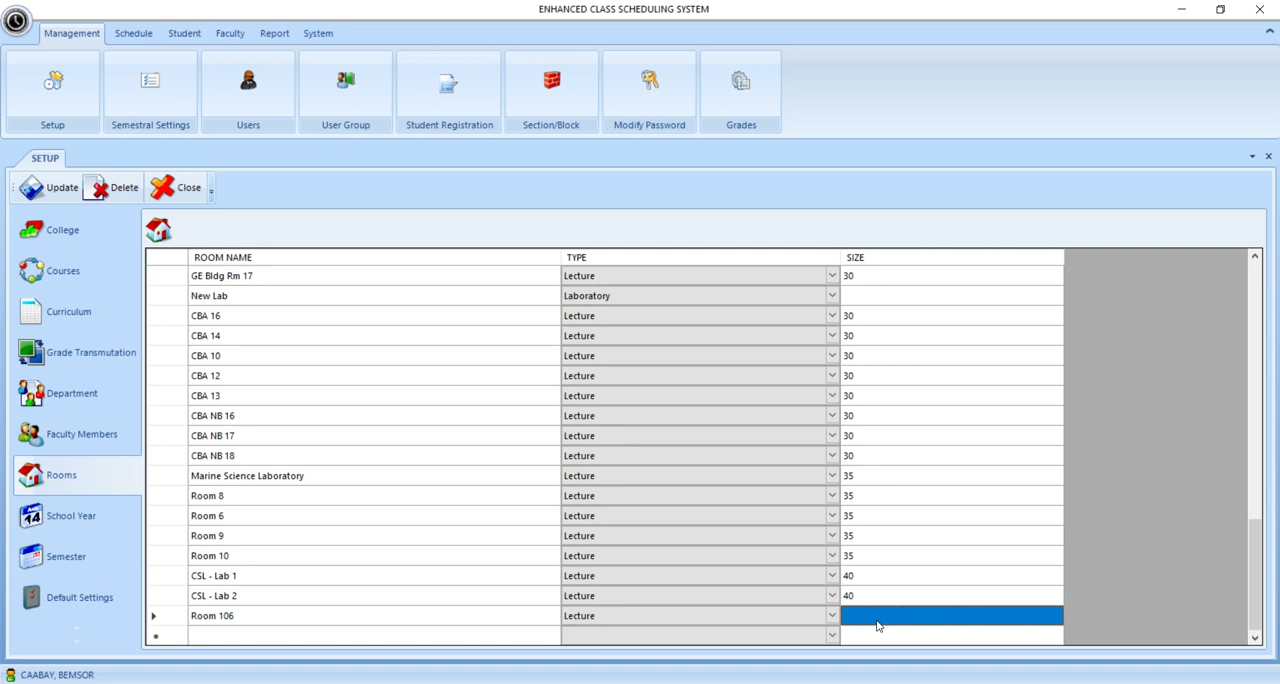 ENHANCED CLASS SCHEDULING SYSTEM
Management Schedule Student Faculty Report System
Setup Semestral Settings Users User Group Student Registration Section/Block Modify Password Grades
SETUP
Update Delete Close
College
Courses
Curriculum
Grade Transmutation
Department
Faculty Members
Rooms
School Year
14
Semester
Default Settings
ROOM NAME TYPE SIZE
GE Bldg Rm 17 Lecture 30
New Lab Laboratory
CBA 16 Lecture 30
CBA 14 Lecture 30
CBA 10 Lecture 30
CBA 12 Lecture 30
CBA 13 Lecture 30
CBA NB 16 Lecture 30
CBA NB 17 Lecture 30
CBA NB 18 Lecture 30
Marine Science Laboratory Lecture 35
Room 8 Lecture 35
Room 6 Lecture 35
Room 9 Lecture 35
Room 10 Lecture 35
CSL - Lab 1 Lecture 40
CSL - Lab 2 Lecture 40
Room 106 Lecture
CAABAY, BEMSOR